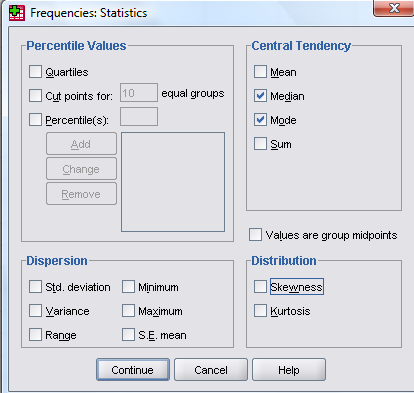 Frequencies: Statistics
Percentile Values
Quartiles
Cut points for: 10 equal groups
Percentile(s):
Add
Change
Remove
Central Tendency
Mean
Median
Mode
Sum
Values are group midpoints
Dispersion
Std. deviation Minimum
Variance Maximum
Range S.E. mean
Distribution
Skewness
Kurtosis
Continue Cancel Help